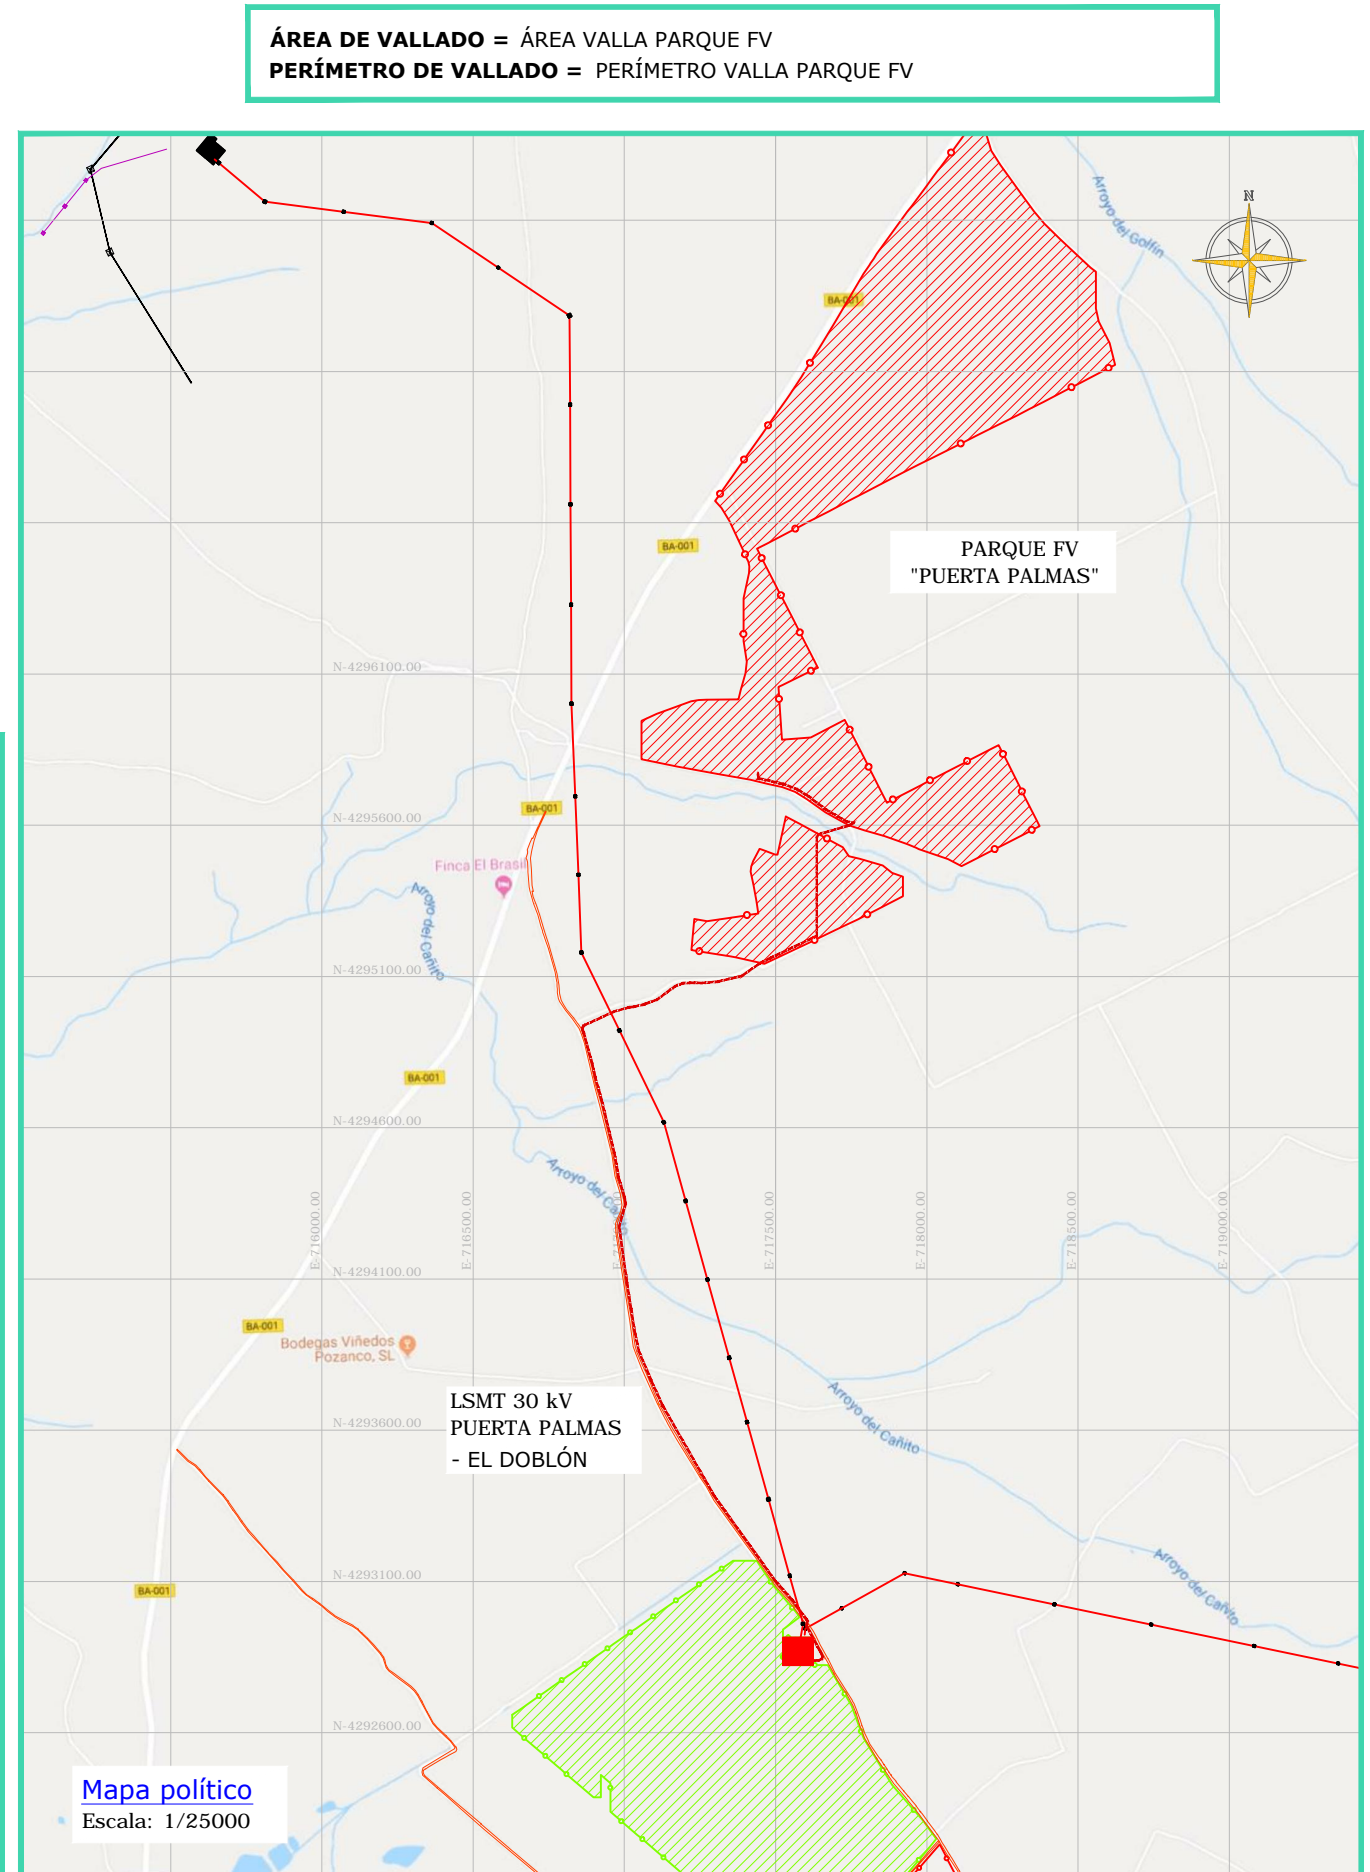 ÁREA DE VALLADO = ÁREA VALLA PARQUE FV
PERÍMETRO DE VALLADO = PERÍMETRO VALLA PARQUE FV
Arroyo del Golfín
N
BA-001
BA-001
PARQUE FV
"PUERTA PALMAS"
N-4296100.00
BA-001
N-4295600.00
Finca El Brasil
Arroyo del Cañito
N-4295100.00
BA-001
N-4294600.00
Arroyo del Cañito
E-716000.00
E-716500.00
E-717500.00
E-718000.00
E-718500.00
E-719000.00
N-4294100.00
BA-001
Bodegas Viñedos
Pozanco, SL
LSMT 30 kV
PUERTA PALMAS
- EL DOBLÓN
Arroyo del Cañito
N-4293600.00
N-4293100.00
BA-001
Arroyo del Cañito
N-4292600.00
Mapa político
Escala: 1/25000